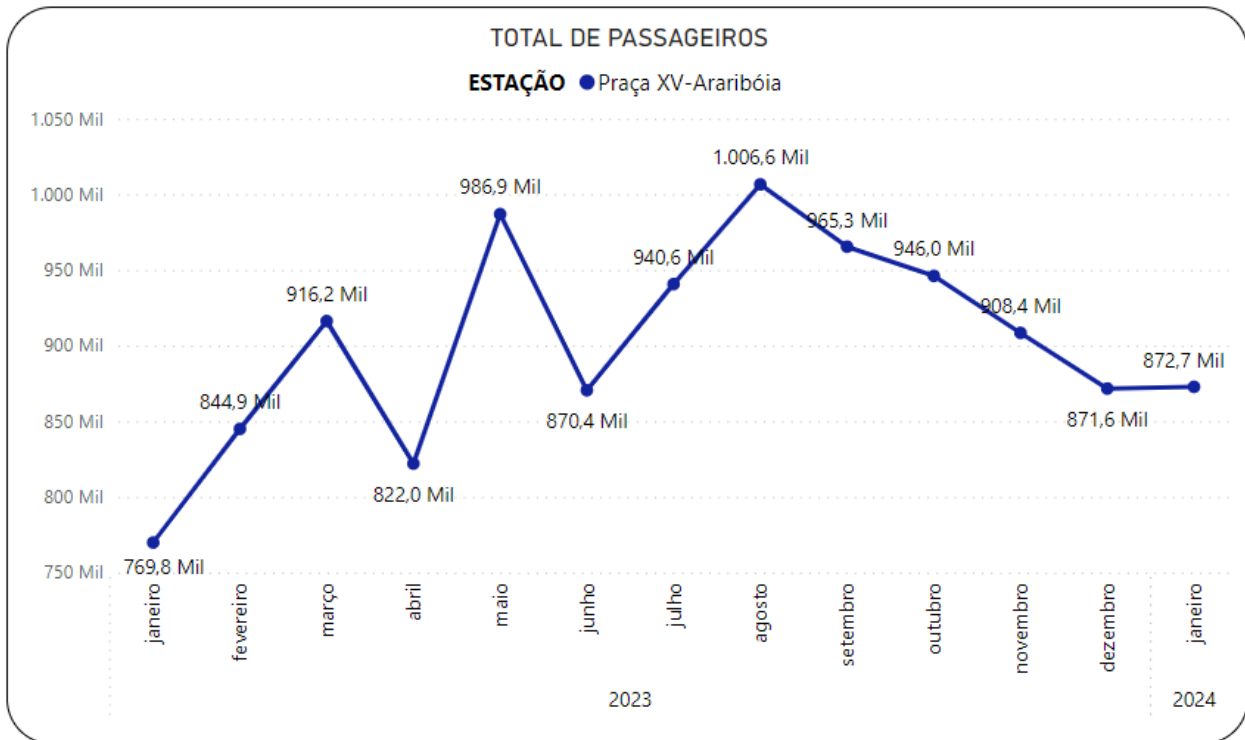 TOTAL DE PASSAGEIROS
ESTAÇÃO Praça XV-Araribóia
1.050 Mil
1.000 Mil
950 Mil
900 Mil
850 Mil
800 Mil
750 Mil
769,8 Mil
844,9 Mil
916,2 Mil
822,0 Mil
986,9 Mil
870,4 Mil
940,6 Mil
1.006,6 Mil
965,3 Mil
946,0 Mil
908,4 Mil
871,6 Mil
872,7 Mil
janeiro
fevereiro
março
abril
maio
junho
julho
agosto
setembro
outubro
novembro
dezembro
janeiro
2023
2024